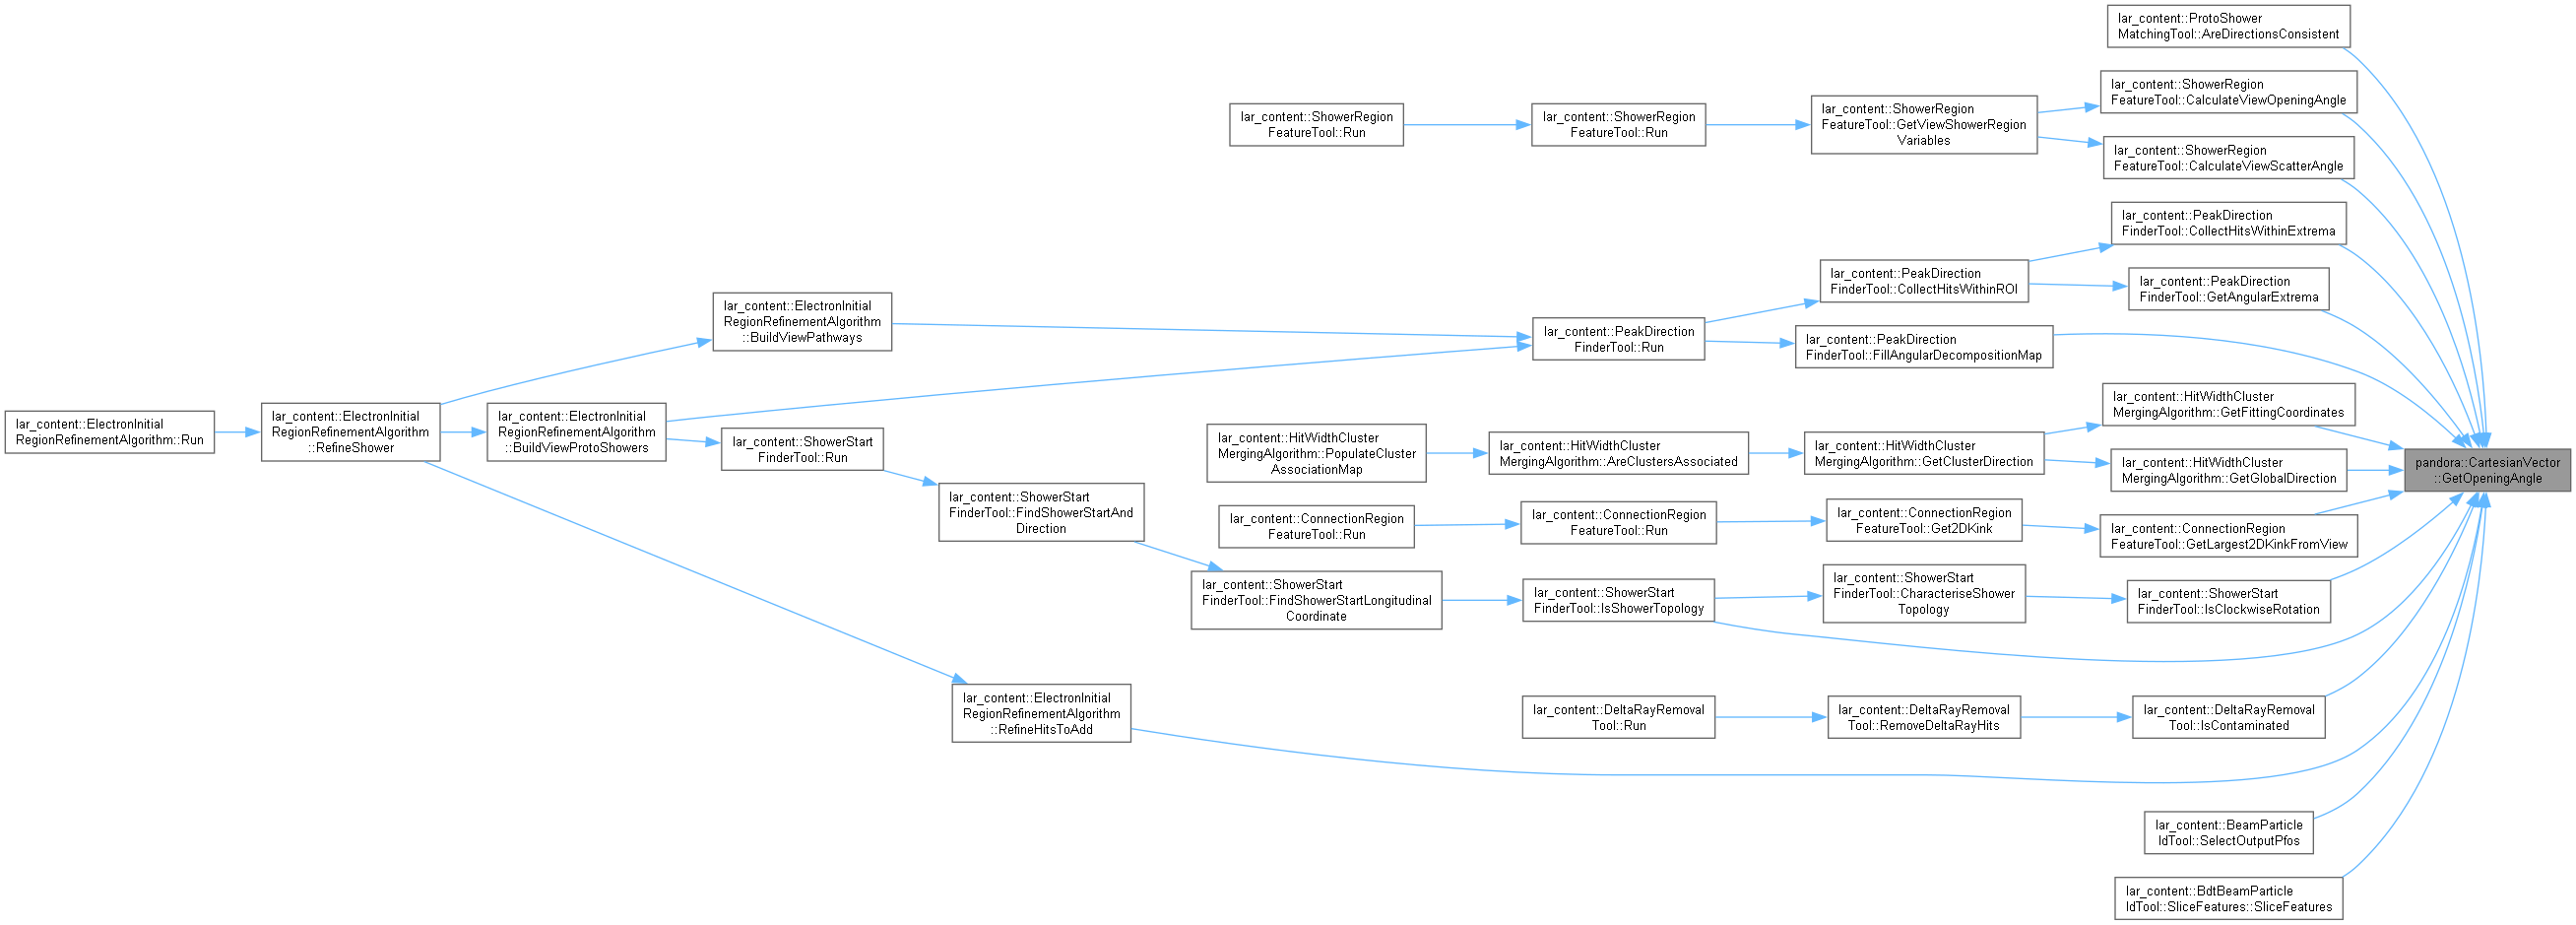 lar_content::ProtoShower
MatchingTool::AreDirectionsConsistent
lar_content::ShowerRegion
FeatureTool::CalculateViewOpeningAngle
lar_content::ShowerRegion
FeatureTool::Run
lar_content::ShowerRegion
FeatureTool::Run
lar_content::ShowerRegion
FeatureTool::GetViewShowerRegion
Variables
lar_content::ShowerRegion
FeatureTool::CalculateViewScatterAngle
lar_content::PeakDirection
FinderTool::CollectHitsWithinExtrema
lar_content::PeakDirection
FinderTool::CollectHitsWithinROI
lar_content::PeakDirection
FinderTool::GetAngularExtrema
lar_content::ElectronInitial
RegionRefinementAlgorithm
::BuildViewPathways
lar_content::PeakDirection
FinderTool::Run
lar_content::PeakDirection
FinderTool::FillAngularDecompositionMap
lar_content::ElectronInitial
RegionRefinementAlgorithm::Run
lar_content::ElectronInitial
RegionRefinementAlgorithm
::RefineShower
lar_content::ElectronInitial
RegionRefinementAlgorithm
::BuildViewProtoShowers
lar_content::ShowerStart
FinderTool::Run
lar_content::HitWidthCluster
MergingAlgorithm::PopulateCluster
AssociationMap
lar_content::HitWidthCluster
MergingAlgorithm::AreClustersAssociated
lar_content::HitWidthCluster
MergingAlgorithm::GetClusterDirection
lar_content::HitWidthCluster
MergingAlgorithm::GetFittingCoordinates
lar_content::HitWidthCluster
MergingAlgorithm::GetGlobalDirection
pandora::CartesianVector
::GetOpeningAngle
lar_content::ShowerStart
FinderTool::FindShowerStartAnd
Direction
lar_content::ConnectionRegion
FeatureTool::Run
lar_content::ConnectionRegion
FeatureTool::Run
lar_content::ConnectionRegion
FeatureTool::Get2DKink
lar_content::ConnectionRegion
FeatureTool::GetLargest2DKinkFromView
lar_content::ShowerStart
FinderTool::FindShowerStartLongitudinal
Coordinate
lar_content::ShowerStart
FinderTool::IsShowerTopology
lar_content::ShowerStart
FinderTool::CharacteriseShower
Topology
lar_content::ShowerStart
FinderTool::IsClockwiseRotation
lar_content::ElectronInitial
RegionRefinementAlgorithm
::RefineHitsToAdd
lar_content::DeltaRayRemoval
Tool::Run
lar_content::DeltaRayRemoval
Tool::RemoveDeltaRayHits
lar_content::DeltaRayRemoval
Tool::IsContaminated
lar_content::BeamParticle
IdTool::SelectOutputPfos
lar_content::BdtBeamParticle
IdTool::SliceFeatures::SliceFeatures